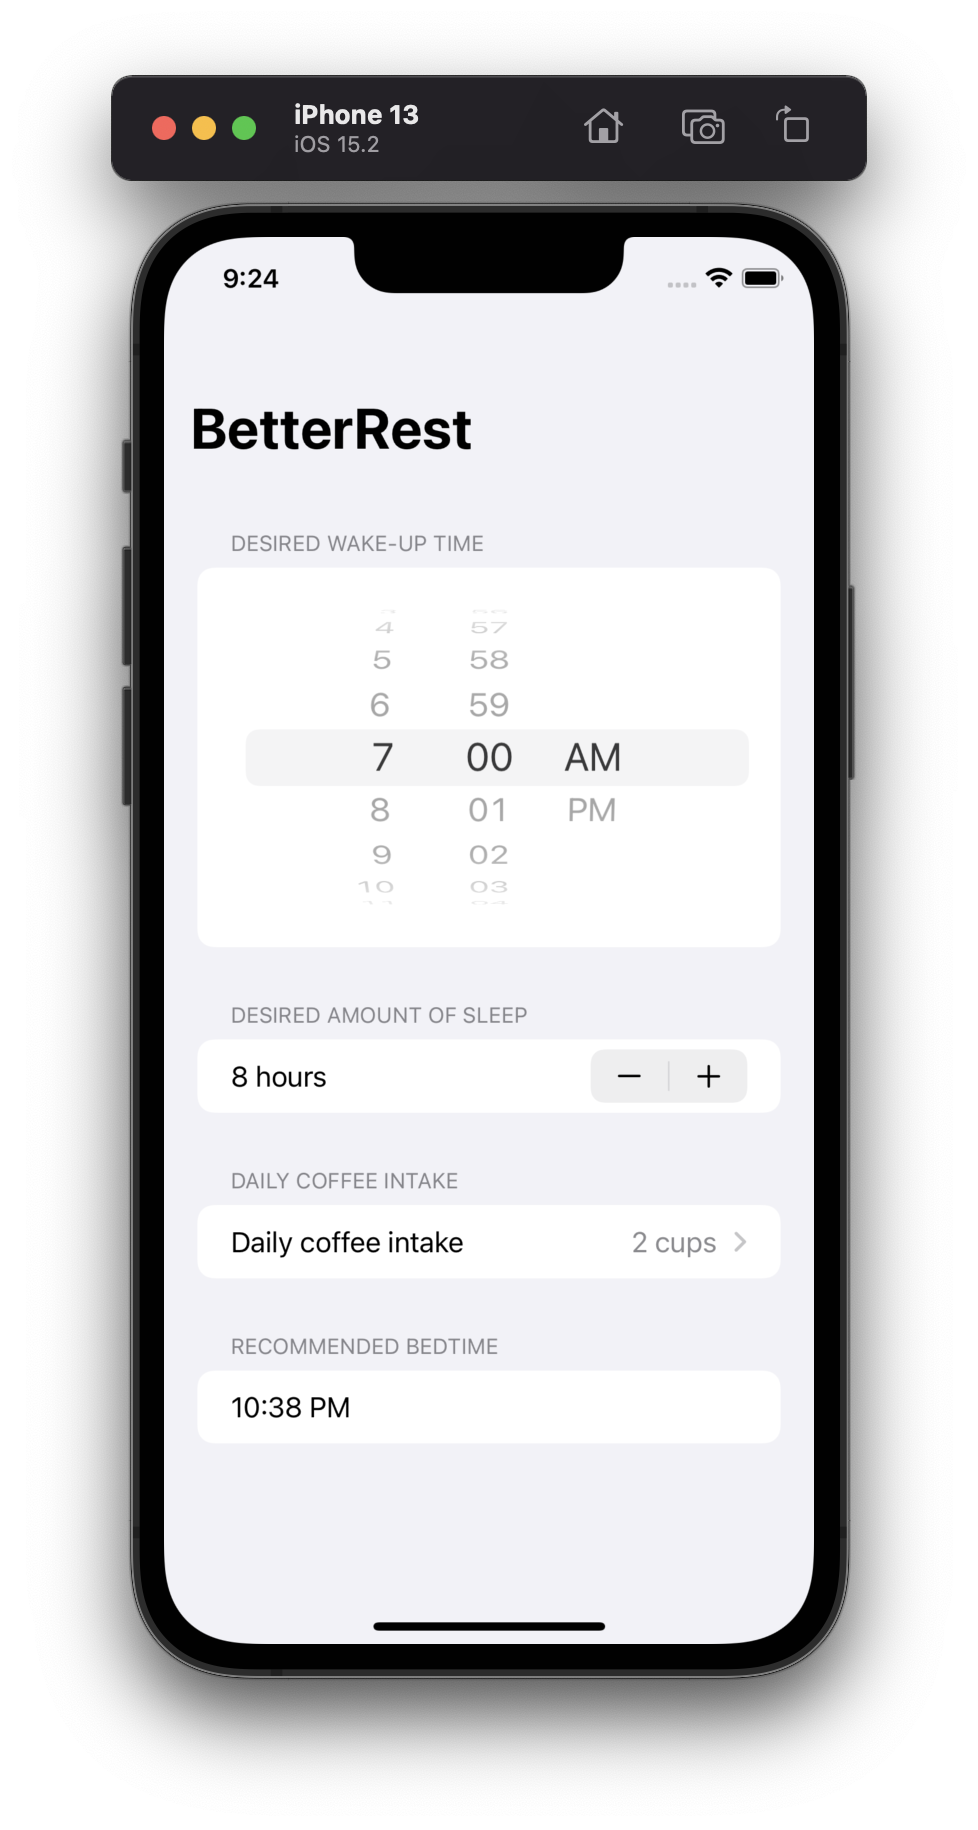 iPhone 13
iOS 15.2
9:24
BetterRest
DESIRED WAKE-UP TIME
4 57
5 58
6 59
7 00 AM
8 01 PM
9 02
10 03
DESIRED AMOUNT OF SLEEP
8 hours
DAILY COFFEE INTAKE
Daily coffee intake 2 cups
RECOMMENDED BEDTIME
10:38 PM